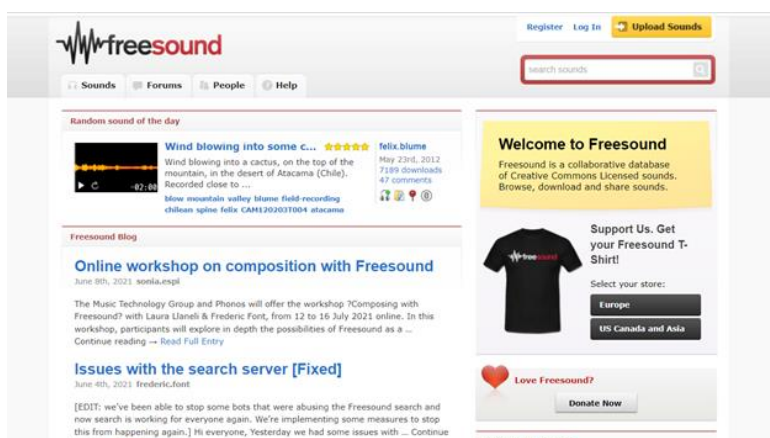 Register Log In Upload Sounds
freesound
search sounds
Sounds Forums People Help
Random sound of the day
Wind blowing into some c...
Wind blowing into a cactus, on the top of the
mountain, in the desert of Atacama (Chile).
Recorded close to ...
blow mountain valley blume field-recording
chilean spine felix CAM120203T004 atacama
-02:00
felix.blume
May 23rd, 2012
7189 downloads
47 comments
Freesound Blog
Online workshop on composition with Freesound
June 8th, 2021 sonia.espi
The Music Technology Group and Phonos will offer the workshop ?Composing with
Freesound? with Laura Llaneli & Frederic Font, from 12 to 16 July 2021 online. In this
workshop, participants will explore in depth the possibilities of Freesound as a ...
Continue reading → Read Full Entry
Issues with the search server [Fixed]
June 4th, 2021 frederic.font
[EDIT: we've been able to stop some bots that were abusing the Freesound search and
now search is working for everyone again. We're implementing some measures to stop
this from happening again.] Hi everyone, Yesterday we had some issues with ... Continue
Welcome to Freesound
Freesound is a collaborative database
of Creative Commons Licensed sounds.
Browse, download and share sounds.
freesound
Support Us. Get
your Freesound T-
Shirt!
Select your store:
Europe
US Canada and Asia
Love Freesound?
Donate Now